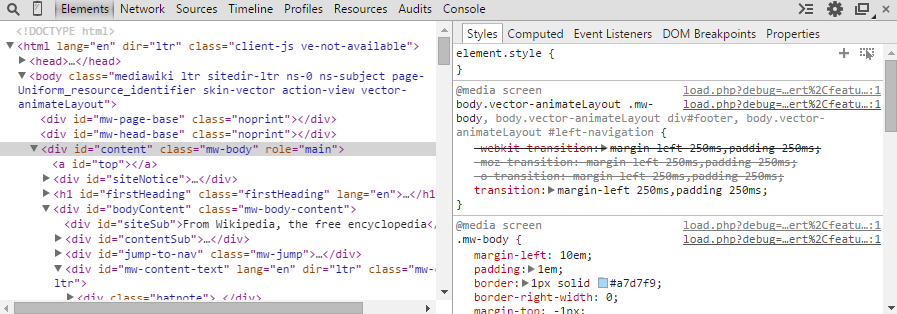 Elements Network Sources Timeline Profiles Resources Audits Console
<!DOCTYPE html>
<html lang="en" dir="ltr" class="client-js ve-not-available">
<head>…</head>
<body class="mediawiki ltr sitedir-ltr ns-0 ns-subject page-
Uniform_resource_identifier skin-vector action-view vector-
animateLayout">
<div id="mw-page-base" class="noprint"></div>
<div id="mw-head-base" class="noprint"></div>
<div id="content" class="mw-body" role="main">
<a id="top"></a>
<div id="siteNotice">…</div>
<h1 id="firstHeading" class="firstHeading" lang="en">…</h1
<div id="bodyContent" class="mw-body-content">
<div id="siteSub">From Wikipedia, the free encyclopedia</
<div id="contentSub">…</div>
<div id="jump-to-nav" class="mw-jump">…</div>
<div id="mw-content-text" lang="en" dir="ltr" class="mw-
ltr">
<div class="hatnote">…</div>
Styles Computed Event Listeners DOM Breakpoints Properties
element.style {
}
@media screen load.php?debug=…ert%2Cfeatu…:1
body.vector-animateLayout .mw- load.php?debug=…ert%2Cfeatu…:1
body, body.vector-animateLayout div#footer, body.vector-
animateLayout #left-navigation {
-webkit-transition: margin-left 250ms,padding 250ms;
-moz-transition: margin-left 250ms,padding 250ms;
-o-transition: margin-left 250ms,padding 250ms;
transition: margin-left 250ms,padding 250ms;
}
@media screen load.php?debug=…ert%2Cfeatu…:1
.mw-body { load.php?debug=…ert%2Cfeatu…:1
margin-left: 10em;
padding: 1em;
border: 1px solid #a7d7f9;
border-right-width: 0;
margin-top: -1px;